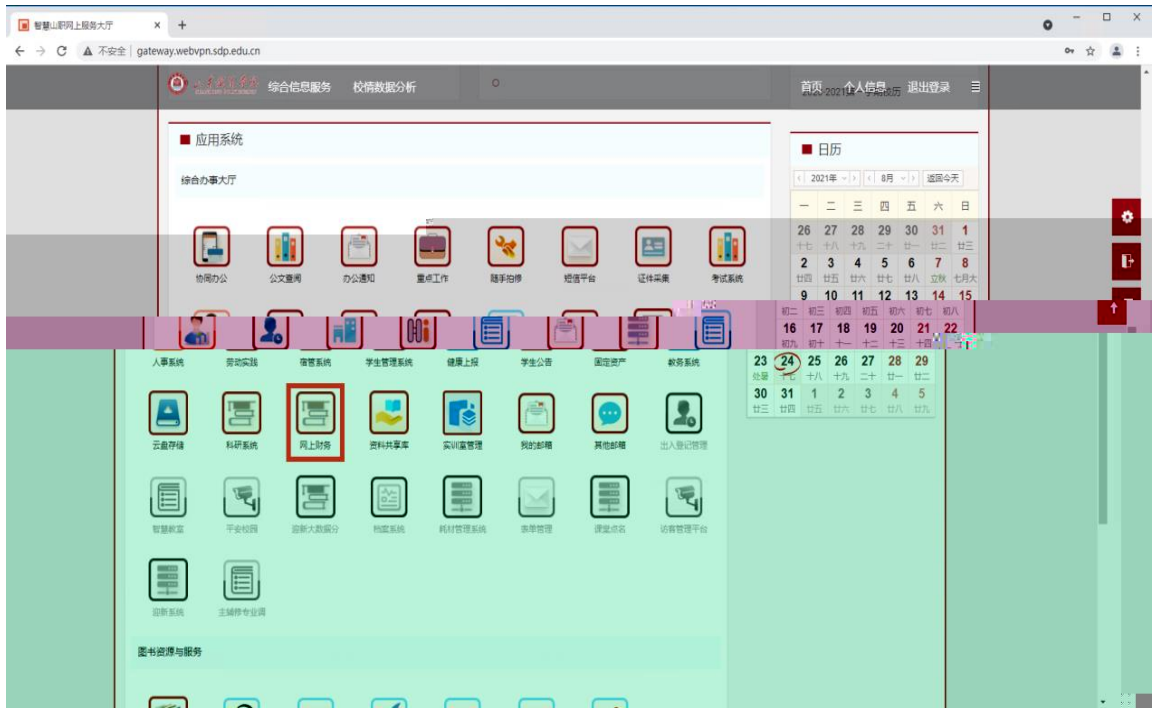 智慧山职网上服务大厅
不安全 gateway.webvpn.sdp.edu.cn
综合信息服务 校情数据分析 首页 个人信息 退出登录
应用系统
综合办事大厅
协同办公 公文查阅 办公通知 重点工作 随手拍修 短信平台 证件采集 考试系统
人事系统 劳动实践 宿管系统 学生管理系统 健康上报 学生公告 固定资产 教务系统
云盘存储 科研系统 网上财务 资料共享库 实训室管理 我的邮箱 其他邮箱 出入登记管理
智慧教室 平安校园 迎新大数据分 档案系统 耗材管理系统 表单管理 课堂点名 访客管理平台
迎新系统 主辅修专业调
图书资源与服务
日历
2021年 8月 返回今天
一 二 三 四 五 六 日
26 27 28 29 30 31 1
十七 十八 十九 二十 廿一 廿二 廿三
2 3 4 5 6 7 8
廿四 廿五 廿六 廿七 廿八 立秋 七月大
9 10 11 12 13 14 15
初二 初三 初四 初五 初六 初七 初八
16 17 18 19 20 21 22
初九 初十 十一 十二 十三 十四
23 24 25 26 27 28 29
处暑 十七 十八 十九 二十 廿一 廿二
30 31 1 2 3 4 5
廿三 廿四 廿五 廿六 廿七 廿八 廿九